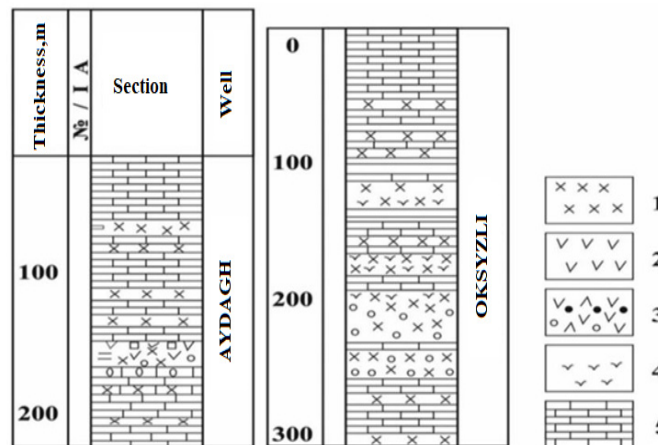 Thickness,m
№ / I A
Section
Well
100
200
AYDAGH
0
100
200
300
OKSYZLI
1
2
3
4
5